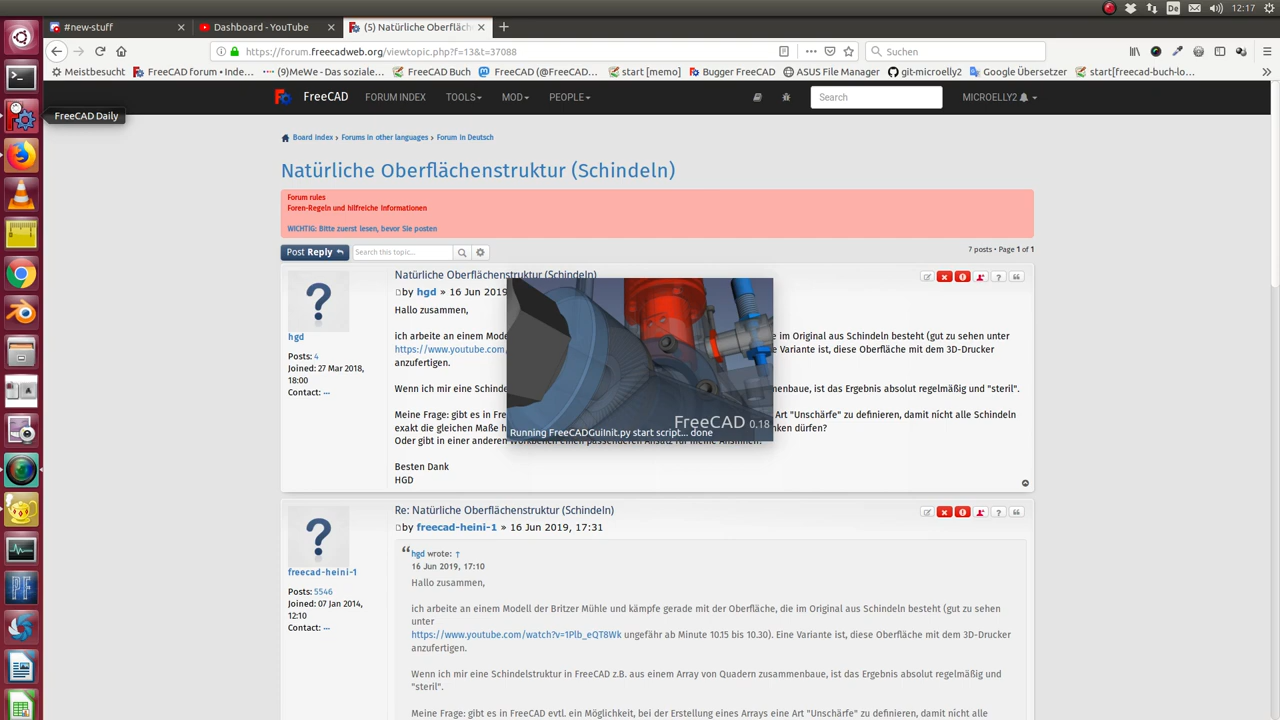 De
12:17
#new-stuff
Dashboard - YouTube
(5) Natürliche Oberfläch
https://forum.freecadweb.org/viewtopic.php?f=13&t=37088
Suchen
Meistbesucht
FreeCAD forum • Inde...
(9)MeWe - Das soziale...
FreeCAD Buch
FreeCAD (@FreeCAD...
start [memo]
Bugger FreeCAD
ASUS File Manager
git-microelly2
Google Übersetzer
start[freecad-buch-lo...
FreeCAD
FORUM INDEX
TOOLS
MOD
PEOPLE
Search
MICROELLY2
FreeCAD Daily
Board index › Forums in other languages › Forum in Deutsch
Natürliche Oberflächenstruktur (Schindeln)
Forum rules
Foren-Regeln und hilfreiche Informationen
WICHTIG: Bitte zuerst lesen, bevor Sie posten
Post Reply
Search this topic...
7 posts • Page 1 of 1
Natürliche Oberflächenstruktur (Schindeln)
by hgd » 16 Jun 2019
hgd
Posts: 4
Joined: 27 Mar 2018,
18:00
Contact:
Hallo zusammen,
ich arbeite an einem Mode
e im Original aus Schindeln besteht (gut zu sehen unter
https://www.youtube.com/
e Variante ist, diese Oberfläche mit dem 3D-Drucker
anzufertigen.
Wenn ich mir eine Schinde
mmenbaue, ist das Ergebnis absolut regelmäßig und "steril".
Meine Frage: gibt es in Fre
Art "Unschärfe" zu definieren, damit nicht alle Schindeln
exakt die gleichen Maße h
nken dürfen?
Oder gibt in einer anderen Workbench einen passenderen Ansatz für meine Ansinnen?
Besten Dank
HGD
FreeCAD 0.18
Running FreeCADGuiInit.py start script... done
Re: Natürliche Oberflächenstruktur (Schindeln)
by freecad-heini-1 » 16 Jun 2019, 17:31
freecad-heini-1
Posts: 5546
Joined: 07 Jan 2014,
12:10
Contact:
hgd wrote: ↑
16 Jun 2019, 17:10
Hallo zusammen,
ich arbeite an einem Modell der Britzer Mühle und kämpfe gerade mit der Oberfläche, die im Original aus Schindeln besteht (gut zu sehen
unter
https://www.youtube.com/watch?v=1Plb_eQT8Wk ungefähr ab Minute 10.15 bis 10.30). Eine Variante ist, diese Oberfläche mit dem 3D-Drucker
anzufertigen.
Wenn ich mir eine Schindelstruktur in FreeCAD z.B. aus einem Array von Quadern zusammenbaue, ist das Ergebnis absolut regelmäßig und
"steril".
Meine Frage: gibt es in FreeCAD evtl. ein Möglichkeit, bei der Erstellung eines Arrays eine Art "Unschärfe" zu definieren, damit nicht alle